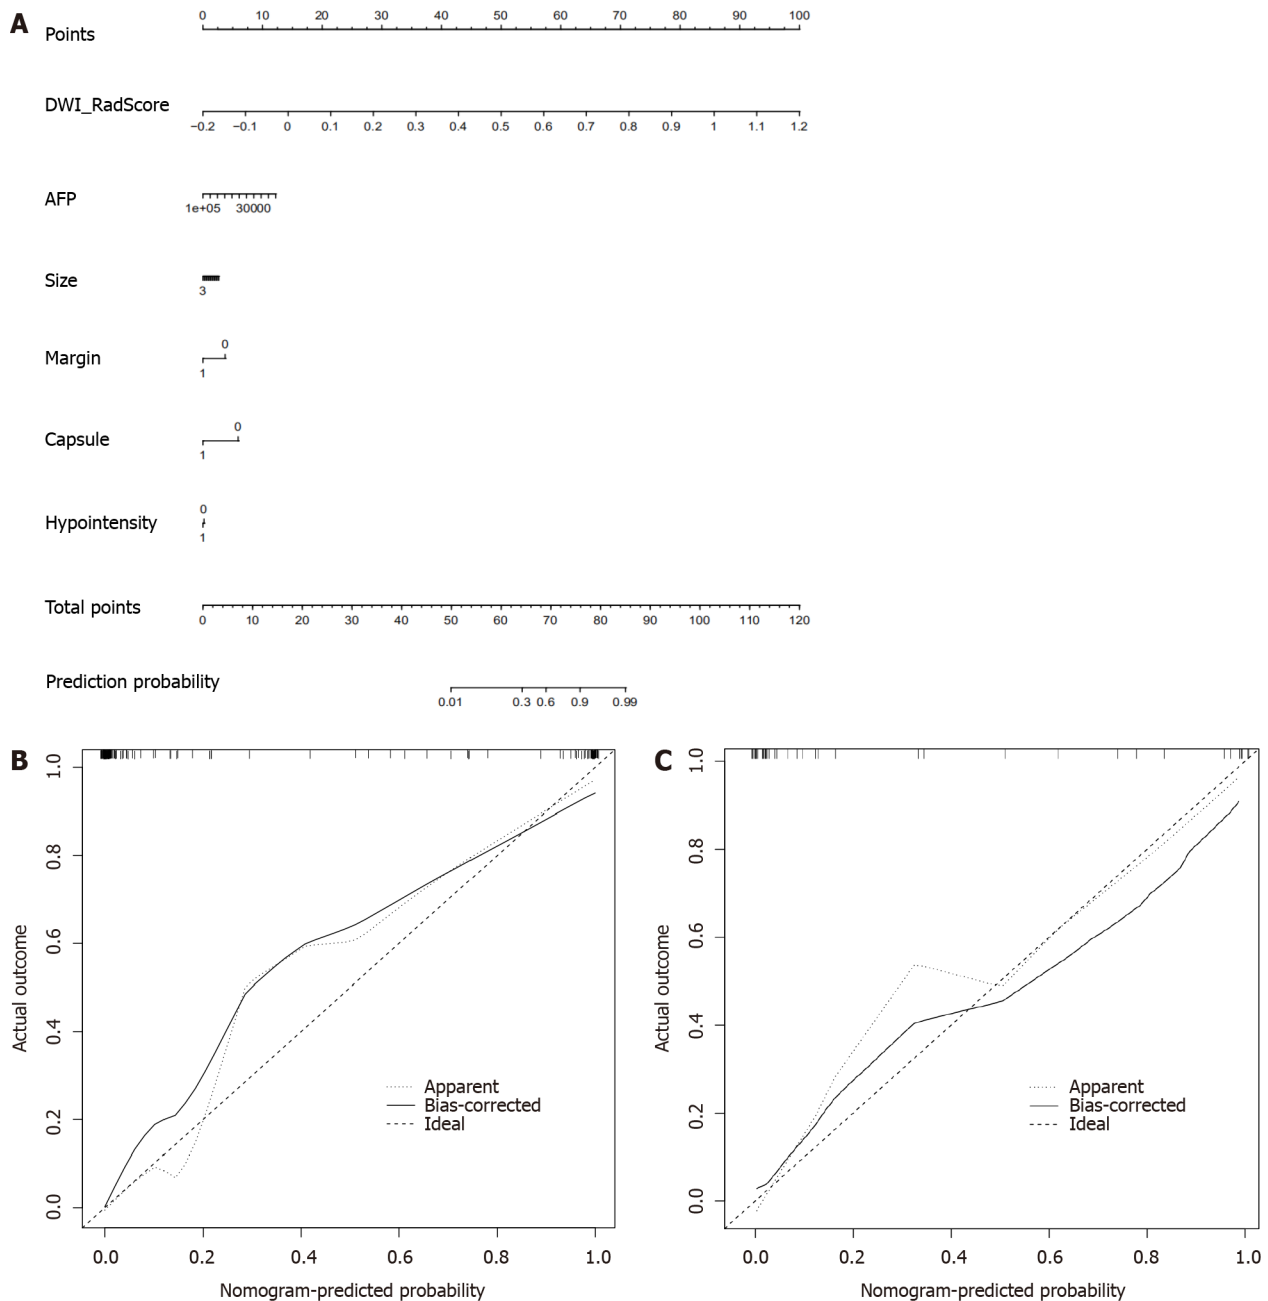 A
Points
0 10 20 30 40 50 60 70 80 90 100
DWI_RadScore
−0.2 −0.1 0 0.1 0.2 0.3 0.4 0.5 0.6 0.7 0.8 0.9 1 1.1 1.2
AFP
1e+05 30000
Size
3
Margin
0
1
Capsule
0
1
Hypointensity
0
1
Total points
0 10 20 30 40 50 60 70 80 90 100 110 120
Prediction probability
0.01 0.3 0.6 0.9 0.99
B
Actual outcome
1.0
0.8
0.6
0.4
0.2
0.0
Apparent
Bias-corrected
Ideal
0.0 0.2 0.4 0.6 0.8 1.0
Nomogram-predicted probability
C
Actual outcome
1.0
0.8
0.6
0.4
0.2
0.0
Apparent
Bias-corrected
Ideal
0.0 0.2 0.4 0.6 0.8 1.0
Nomogram-predicted probability